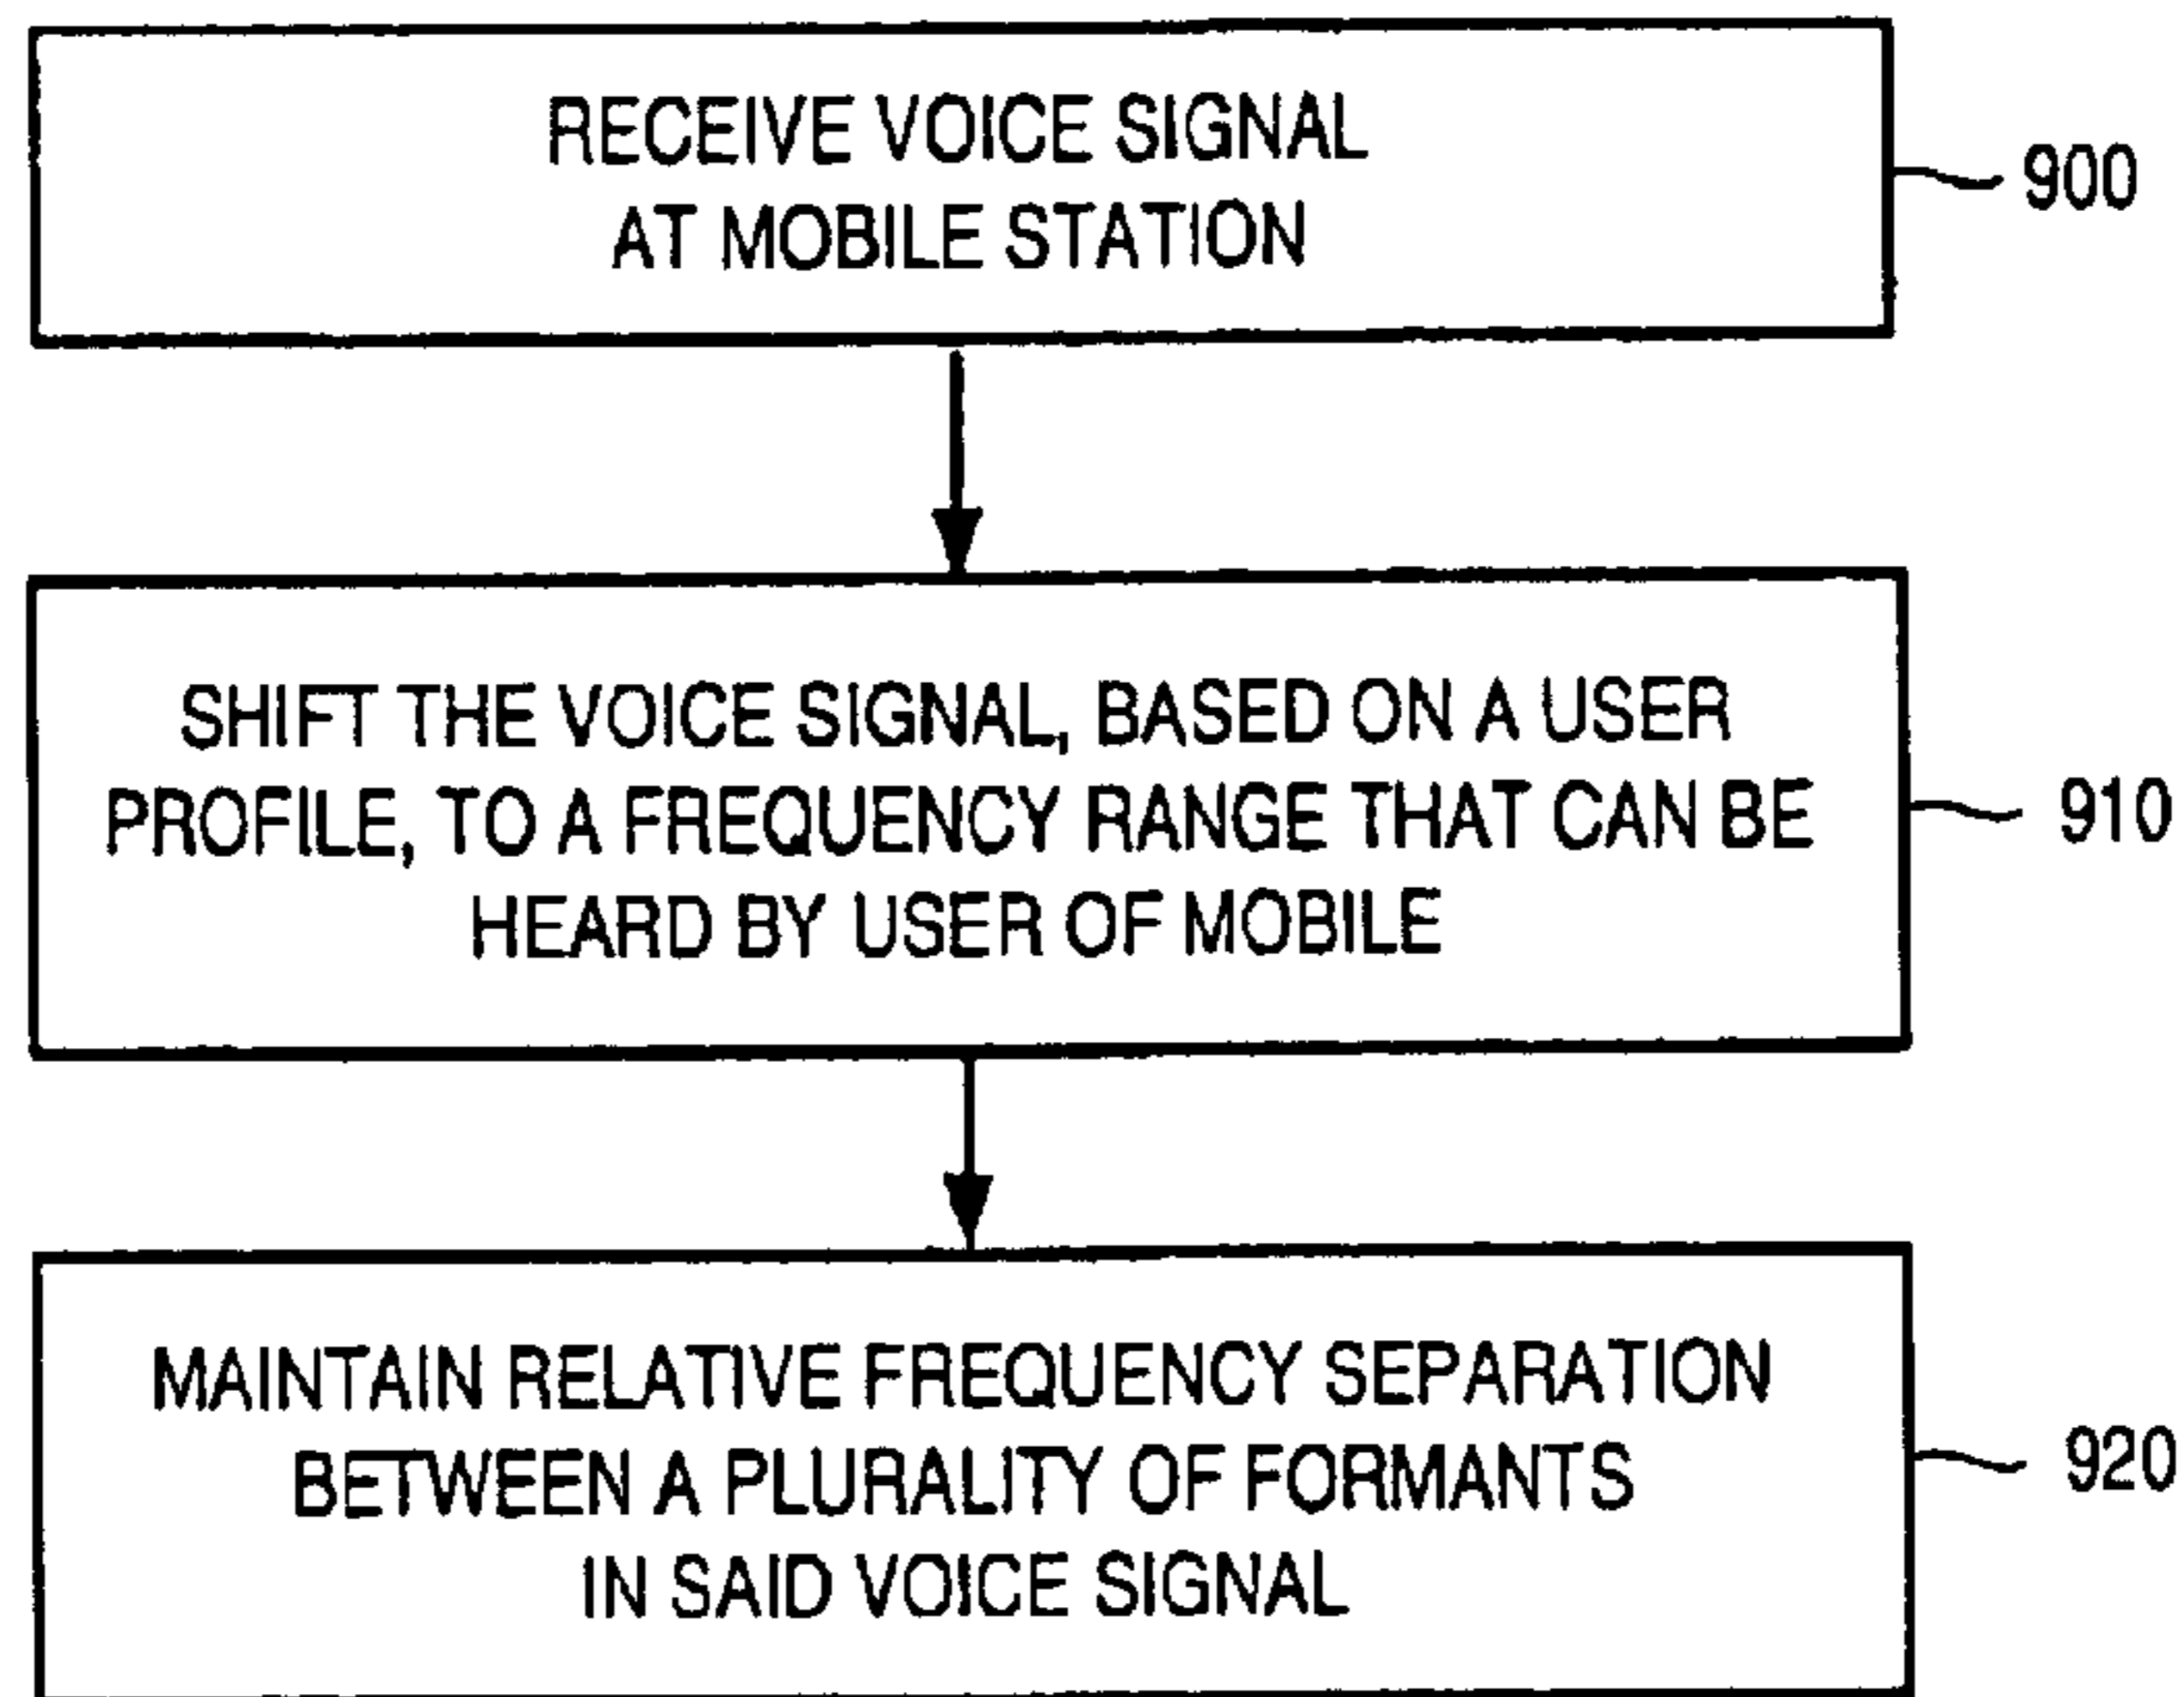 RECEIVE VOICE SIGNAL
AT MOBILE STATION
900
SHIFT THE VOICE SIGNAL, BASED ON A USER
PROFILE, TO A FREQUENCY RANGE THAT CAN BE
HEARD BY USER OF MOBILE
910
MAINTAIN RELATIVE FREQUENCY SEPARATION
BETWEEN A PLURALITY OF FORMANTS
IN SAID VOICE SIGNAL
920